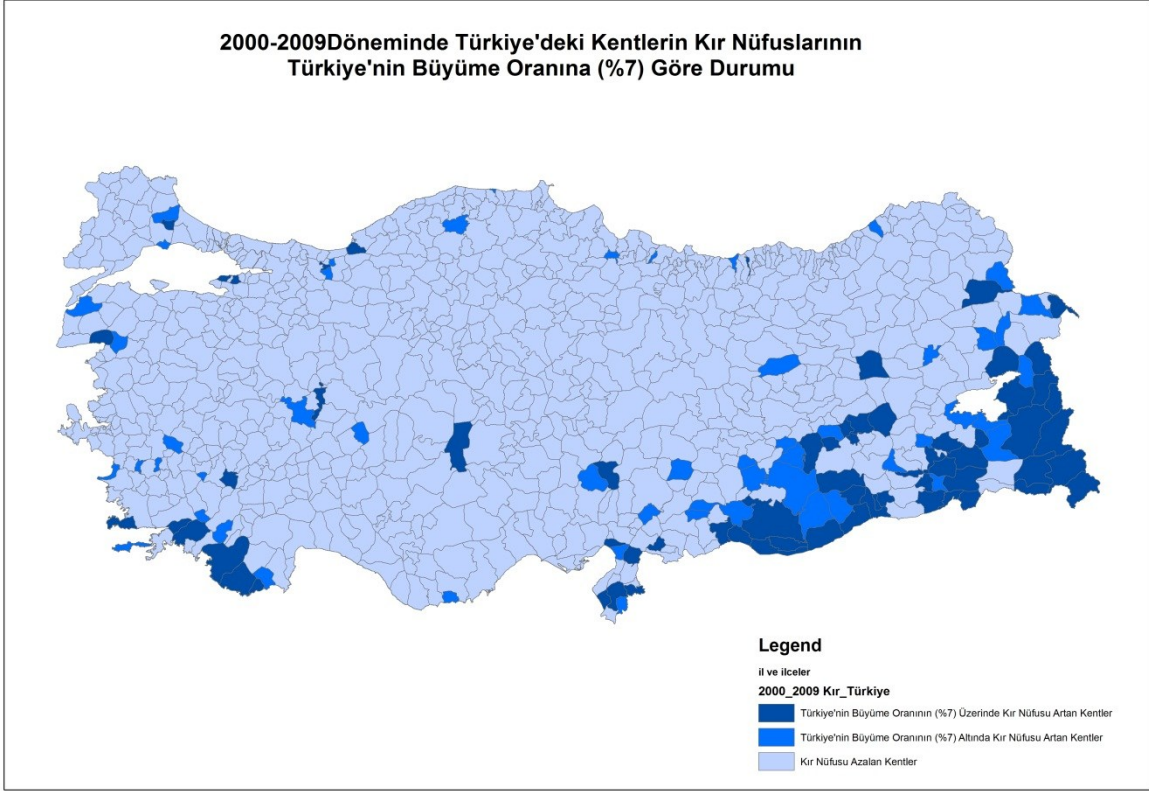 2000-2009Döneminde Türkiye'deki Kentlerin Kır Nüfuslarının
Türkiye'nin Büyüme Oranına (%7) Göre Durumu
Legend
il ve ilceler
2000_2009 Kır_Türkiye
Türkiye'nin Büyüme Oranının (%7) Üzerinde Kır Nüfusu Artan Kentler
Türkiye'nin Büyüme Oranının (%7) Altında Kır Nüfusu Artan Kentler
Kır Nüfusu Azalan Kentler